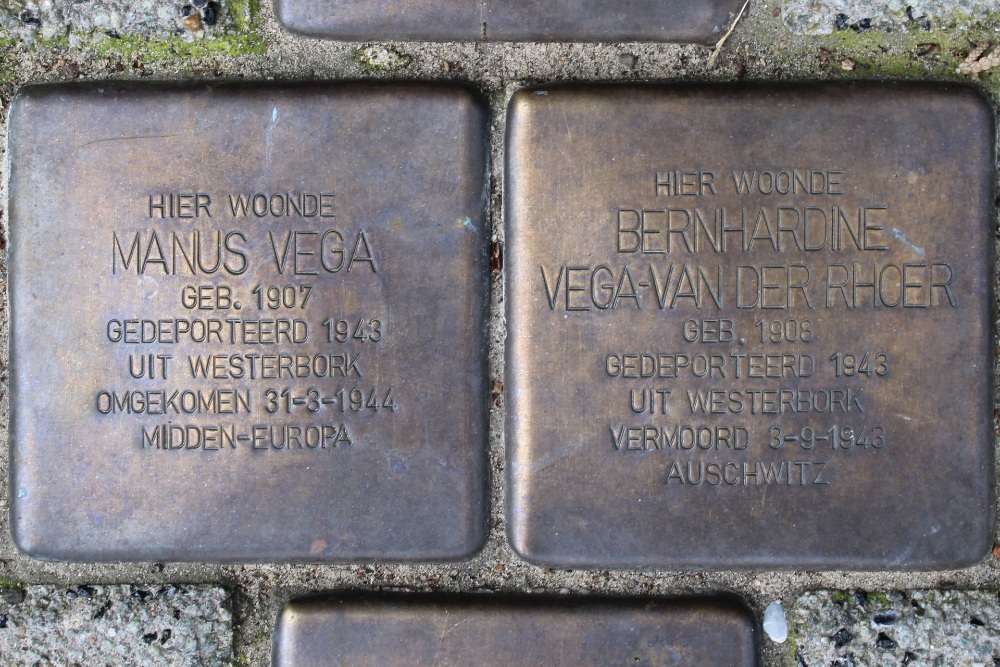 HIER WOONDE
MANUS VEGA
GEB. 1907
GEDEPORTEERD 1943
UIT WESTERBORK
OMGEKOMEN 31-3-1944
MIDDEN-EUROPA
HIER WOONDE
BERNHARDINE
VEGA-VAN DER RHOER
GEB. 1908
GEDEPORTEERD 1943
UIT WESTERBORK
VERMOORD 3-9-1943
AUSCHWITZ